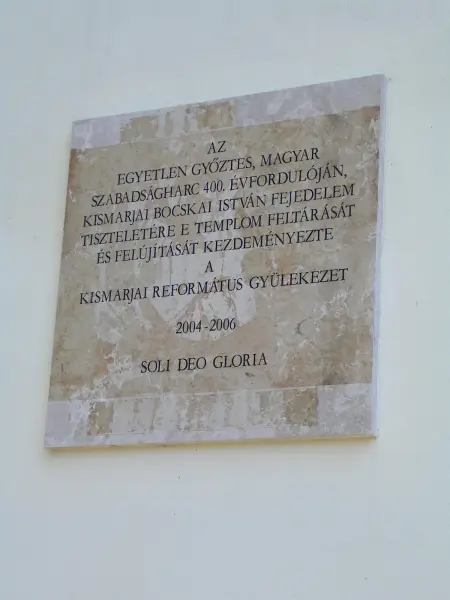 AZ
EGYETLEN GYŐZTES, MAGYAR
SZABADSÁGHARC 400. ÉVFORDULÓJÁN,
KISMARJAI BOCSKAI ISTVÁN FEJEDELEM
TISZTELETÉRE E TEMPLOM FELTÁRÁSÁT
ÉS FELÚJÍTÁSÁT KEZDEMÉNYEZTE
A
KISMARJAI REFORMÁTUS GYÜLEKEZET
2004-2006
SOLI DEO GLORIA